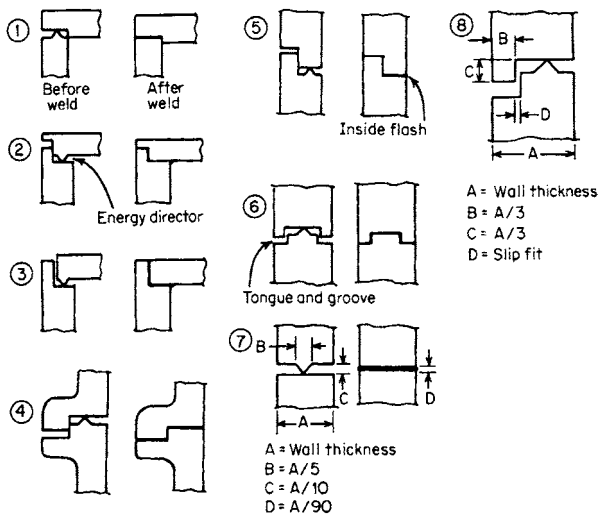 1
Before weld
After weld
2
Energy director
3
4
5
Inside flash
6
Tongue and groove
7
B
C
D
A
A = Wall thickness
B = A/5
C = A/10
D = A/90
8
B
C
D
A
A = Wall thickness
B = A/3
C = A/3
D = Slip fit